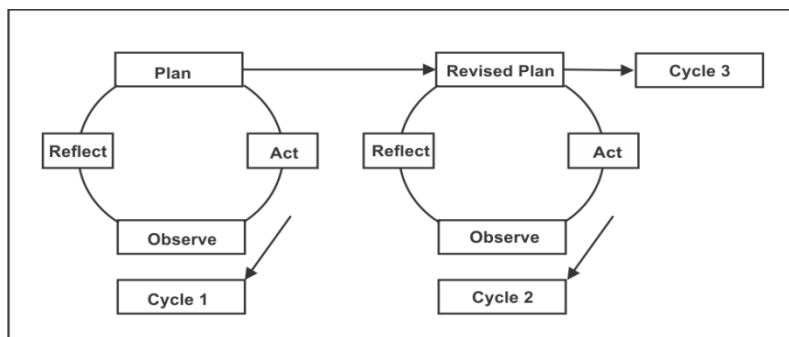 Plan
Revised Plan
Cycle 3
Reflect
Act
Reflect
Act
Observe
Observe
Cycle 1
Cycle 2